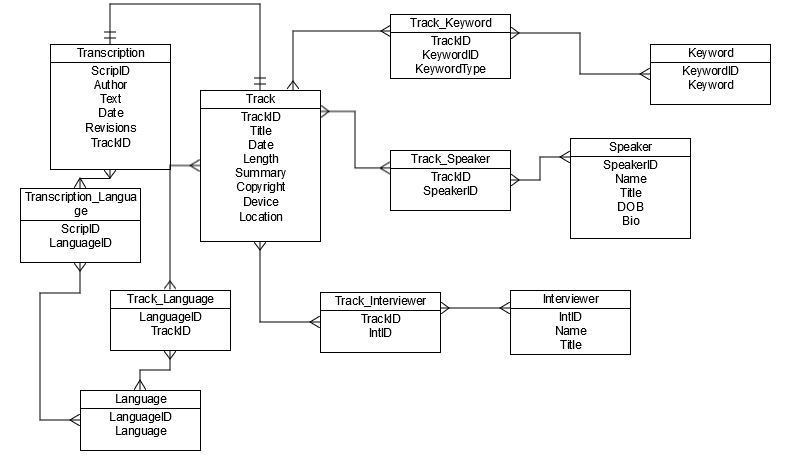 Transcription
ScripID
Author
Text
Date
Revisions
TrackID
Track
TrackID
Title
Date
Length
Summary
Copyright
Device
Location
Track_Keyword
TrackID
KeywordID
KeywordType
Keyword
KeywordID
Keyword
Track_Speaker
TrackID
SpeakerID
Speaker
SpeakerID
Name
Title
DOB
Bio
Transcription_Langua
ge
ScripID
LanguageID
Track_Language
LanguageID
TrackID
Track_Interviewer
TrackID
IntID
Interviewer
IntID
Name
Title
Language
LanguageID
Language